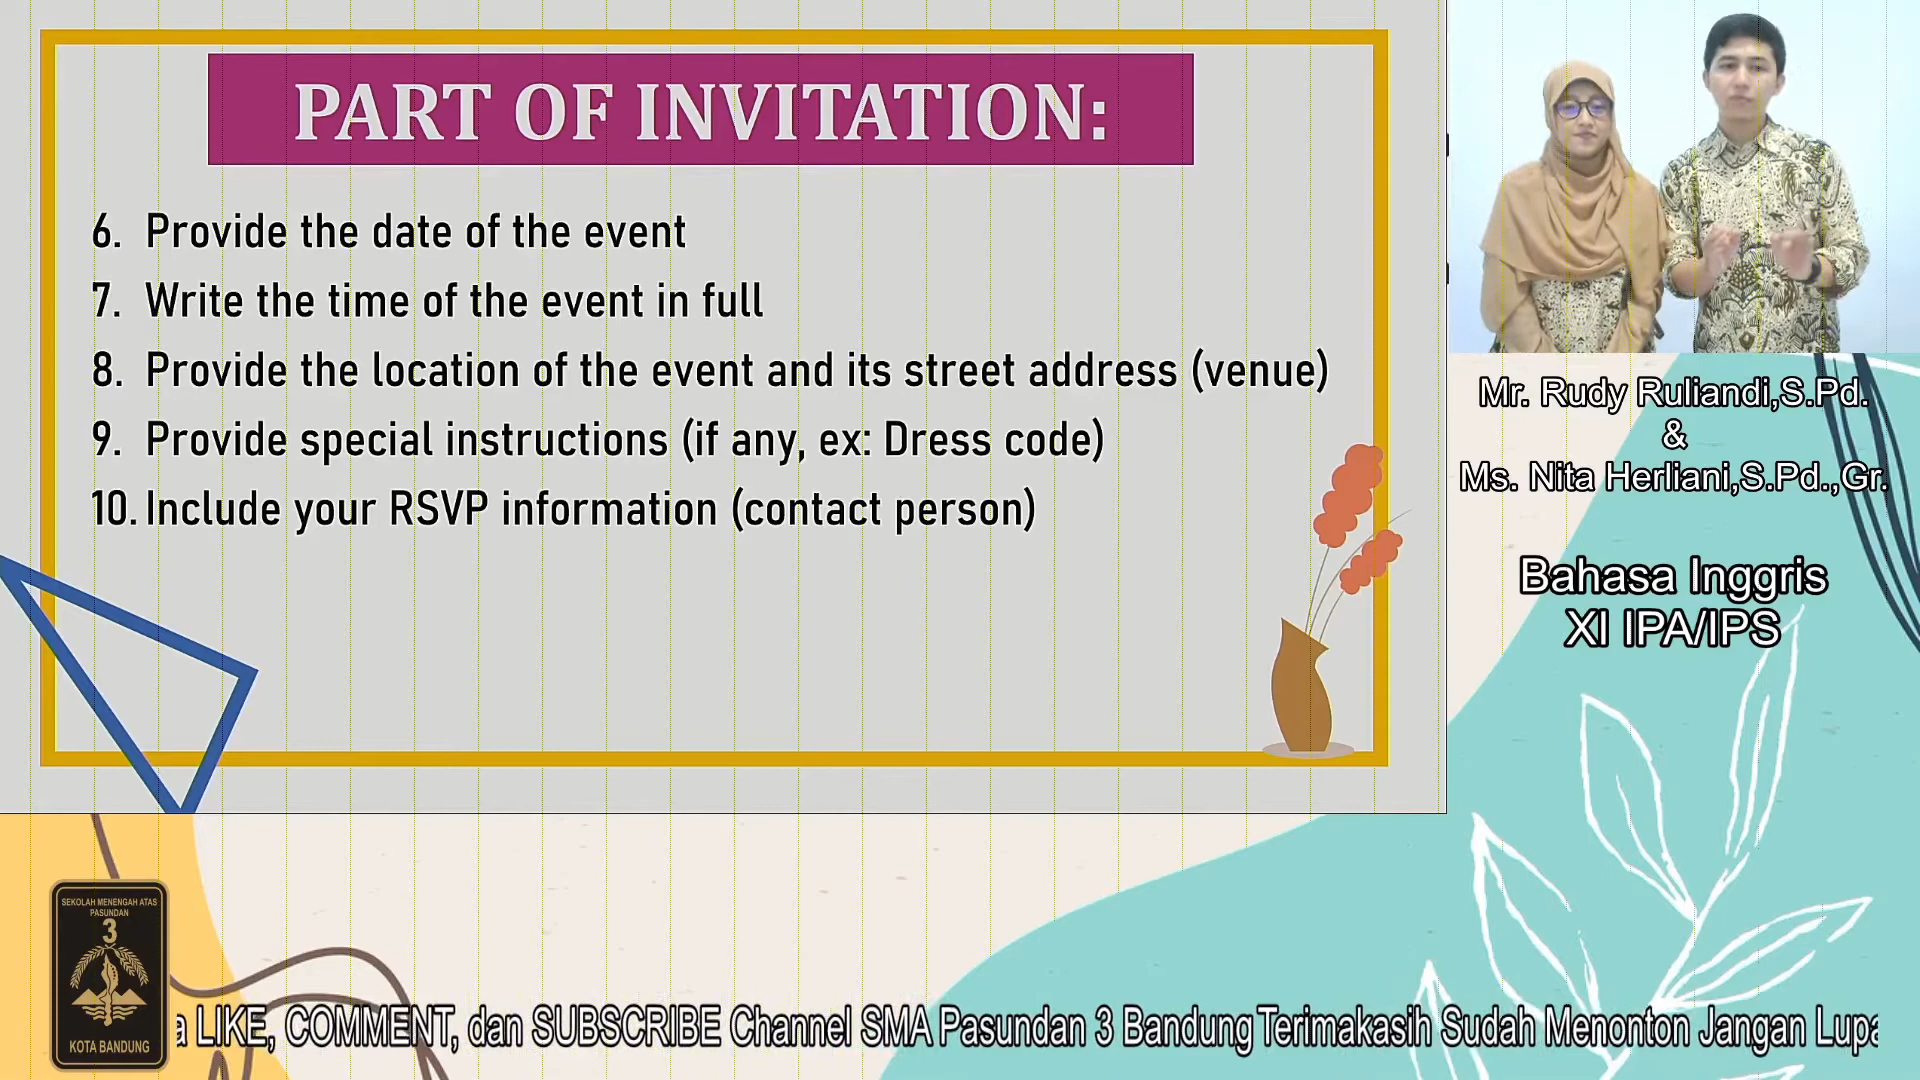 PART OF INVITATION:
6. Provide the date of the event
7. Write the time of the event in full
8. Provide the location of the event and its street address (venue)
9. Provide special instructions (if any, ex: Dress code)
10. Include your RSVP information (contact person)
Mr. Rudy Ruliandi,S.Pd.
&
Ms. Nita Herliani,S.Pd.,Gr.
Bahasa Inggris
XI IPA/IPS
SEKOLAH MENENGAH ATAS
PASUNDAN
3
KOTA BANDUNG
a LIKE, COMMENT, dan SUBSCRIBE Channel SMA Pasundan 3 Bandung Terimakasih Sudah Menonton Jangan Lupa